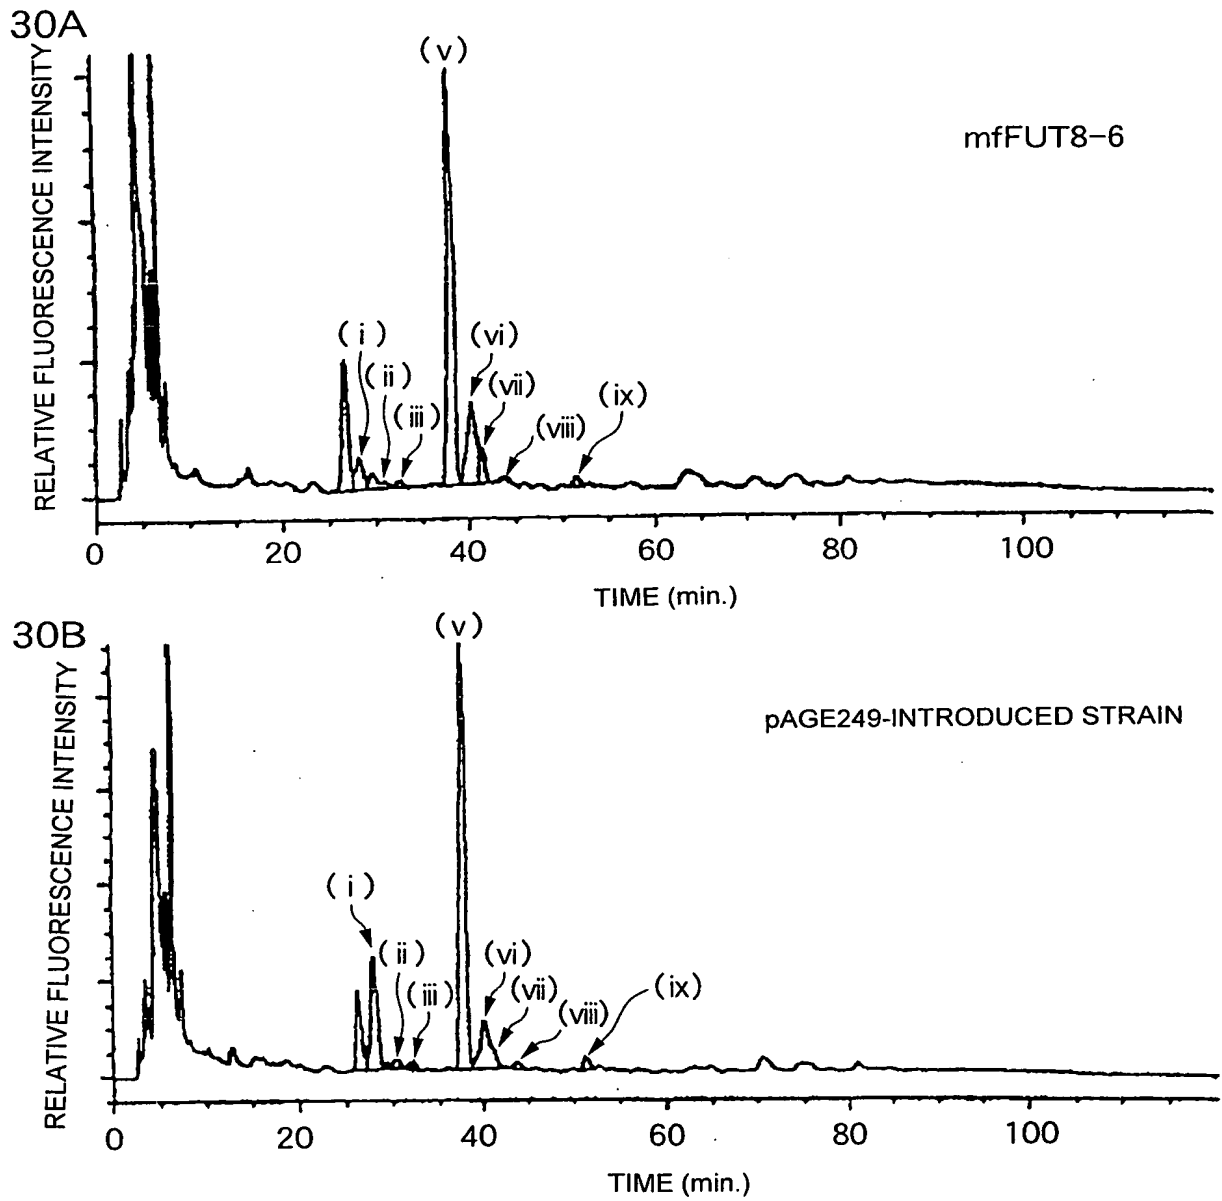 30A
RELATIVE FLUORESCENCE INTENSITY
(v)
mfFUT8-6
(i)
(ii)
(iii)
(vi)
(vii)
(viii)
(ix)
0 20 40 60 80 100
TIME (min.)
30B
RELATIVE FLUORESCENCE INTENSITY
(v)
pAGE249-INTRODUCED STRAIN
(i)
(ii)
(iii)
(vi)
(vii)
(viii)
(ix)
0 20 40 60 80 100
TIME (min.)